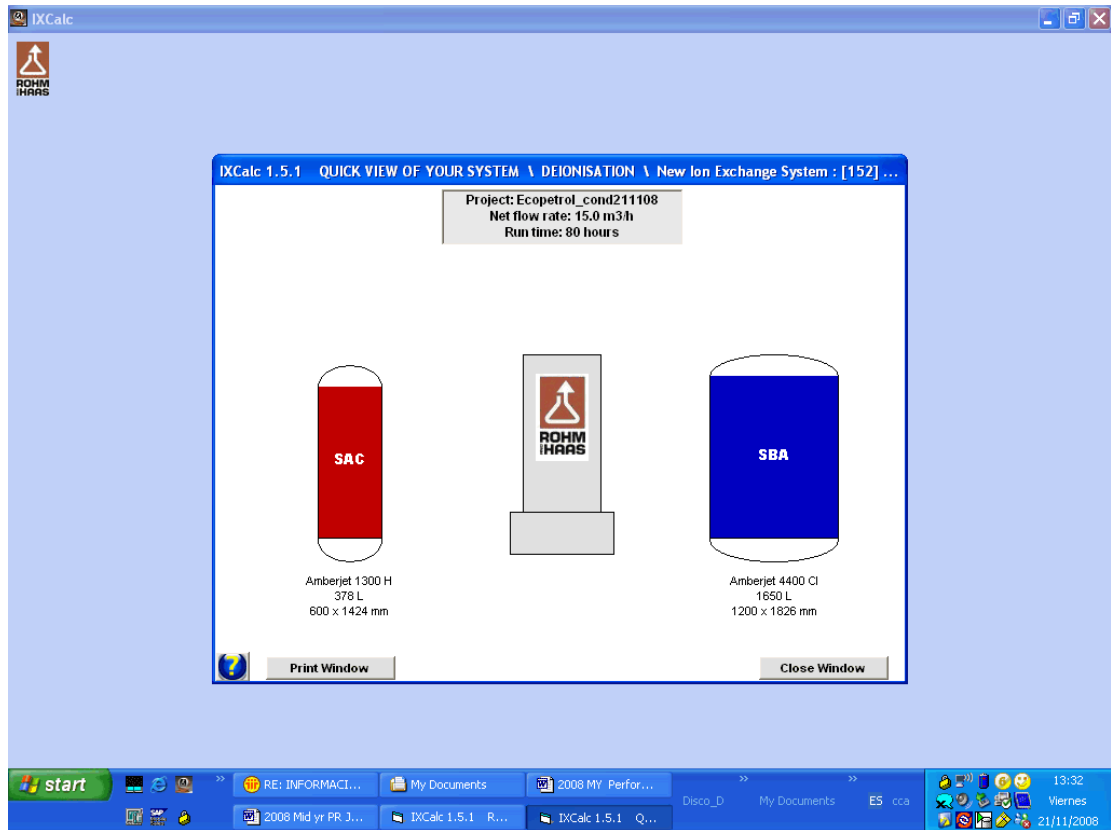 IXCalc
ROHM
HAAS
IXCalc 1.5.1 QUICK VIEW OF YOUR SYSTEM \ DEIONISATION \ New Ion Exchange System : [152] ...
Project: Ecopetrol_cond211108
Net flow rate: 15.0 m3/h
Run time: 80 hours
SAC
ROHM
HAAS
SBA
Amberjet 1300 H
378 L
600 x 1424 mm
Amberjet 4400 Cl
1650 L
1200 x 1826 mm
?
Print Window
Close Window
start
»
RE: INFORMACI...
My Documents
2008 MY Perfor...
»
»
13:32
2008 Mid yr PR J...
IXCalc 1.5.1 R...
IXCalc 1.5.1 Q...
Disco_D
My Documents
ES
cca
Viernes
21/11/2008